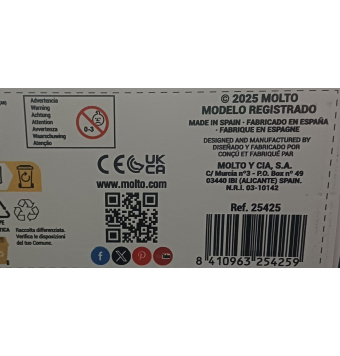 Advertencia
Warning
Achtung
Attention
Avvertenza
Waarschuwing
Atenção
0-3
© 2025 MOLTO
MODELO REGISTRADO
MADE IN SPAIN · FABRICADO EN ESPAÑA
· FABRIQUE EN ESPAGNE
DESIGNED AND MANUFACTURED BY
DISEÑADO Y FABRICADO POR
CONÇU ET FABRIQUÉ PAR
MOLTO Y CIA, S.A.
C/ Murcia nº3 - P.O. Box nº 49
03440 IBI (ALICANTE) SPAIN.
N.R.I. 03-10142
CE UK
CA
www.molto.com
Ref. 25425
8 410963 254259
Raccolta differenziata.
Verifica le disposizioni
del tuo Comune.